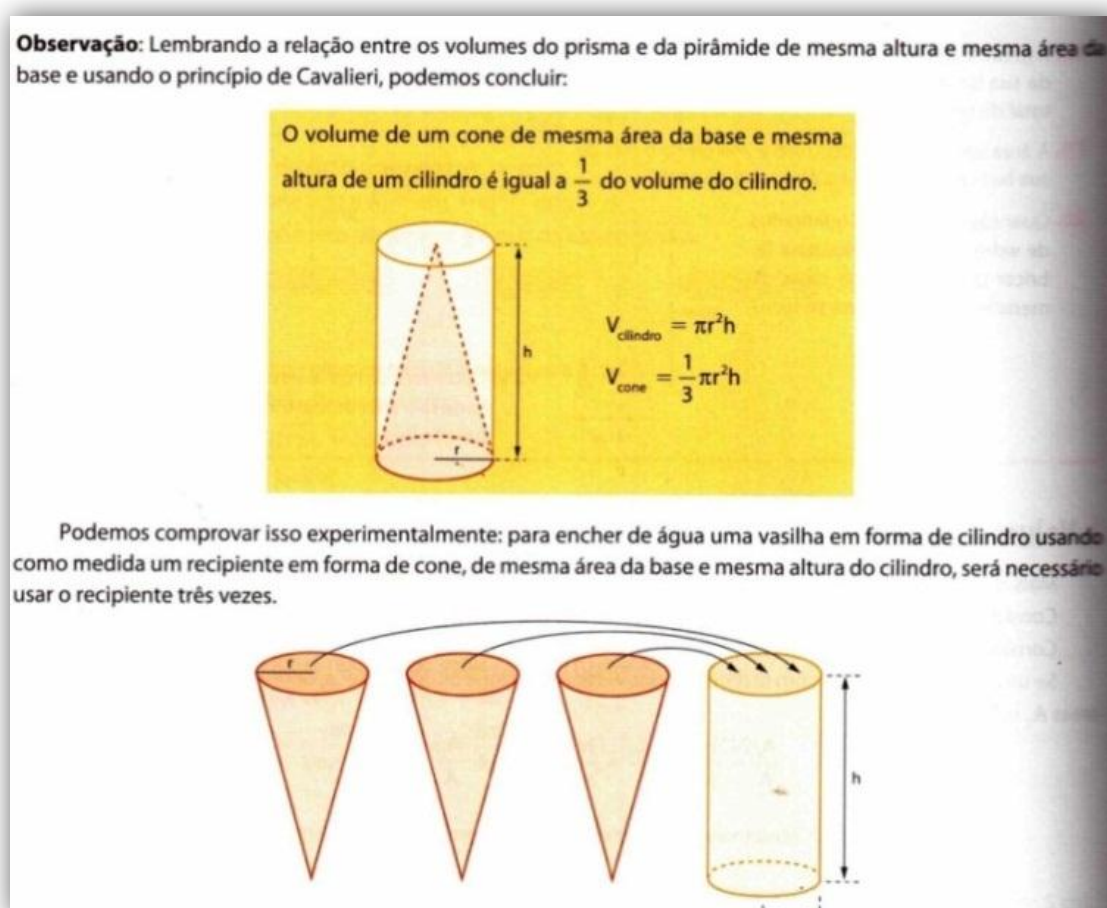 Observação: Lembrando a relação entre os volumes do prisma e da pirâmide de mesma altura e mesma área da
base e usando o princípio de Cavalieri, podemos concluir:
O volume de um cone de mesma área da base e mesma
altura de um cilindro é igual a 1/3 do volume do cilindro.
h
r
V_cilindro = πr²h
V_cone = 1/3 πr²h
Podemos comprovar isso experimentalmente: para encher de água uma vasilha em forma de cilindro usando
como medida um recipiente em forma de cone, de mesma área da base e mesma altura do cilindro, será necessário
usar o recipiente três vezes.
r
h